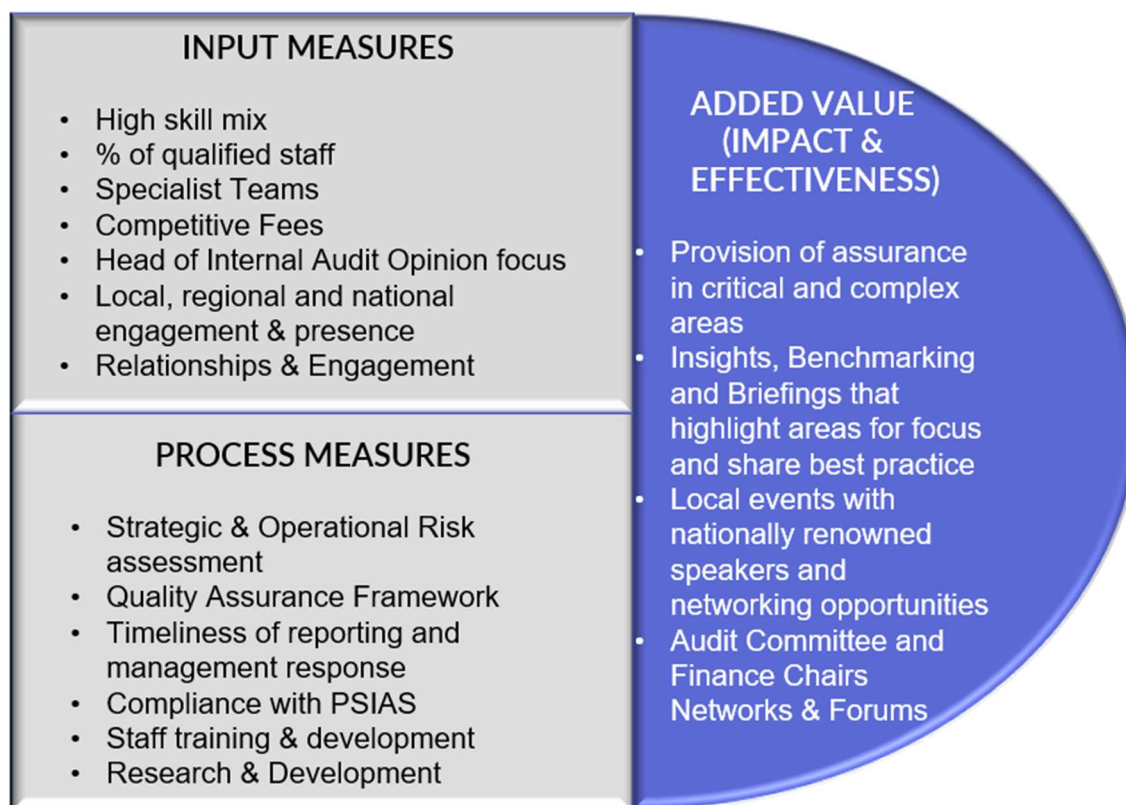 INPUT MEASURES
• High skill mix
• % of qualified staff
• Specialist Teams
• Competitive Fees
• Head of Internal Audit Opinion focus
• Local, regional and national
engagement & presence
• Relationships & Engagement
PROCESS MEASURES
• Strategic & Operational Risk
assessment
• Quality Assurance Framework
• Timeliness of reporting and
management response
• Compliance with PSIAS
• Staff training & development
• Research & Development
ADDED VALUE
(IMPACT &
EFFECTIVENESS)
• Provision of assurance
in critical and complex
areas
• Insights, Benchmarking
and Briefings that
highlight areas for focus
and share best practice
• Local events with
nationally renowned
speakers and
networking opportunities
• Audit Committee and
Finance Chairs
Networks & Forums